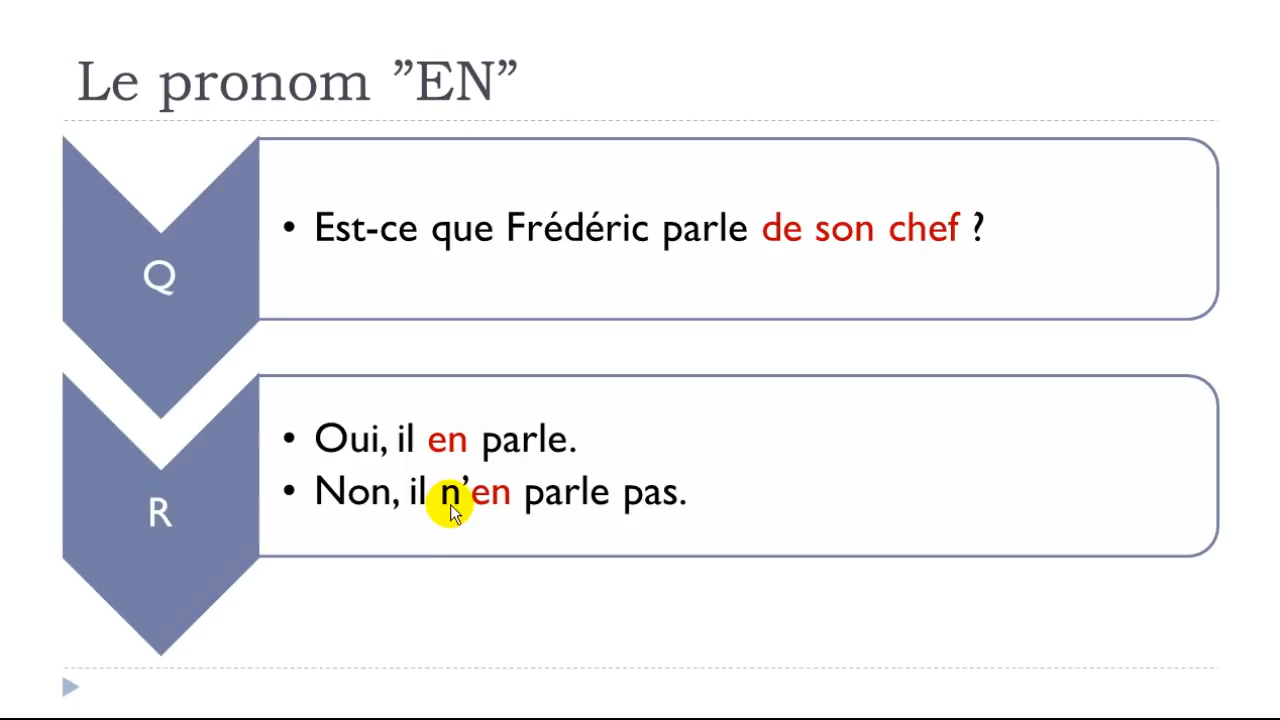 Le pronom ”EN”
Q
• Est-ce que Frédéric parle de son chef ?
R
• Oui, il en parle.
• Non, il n’en parle pas.